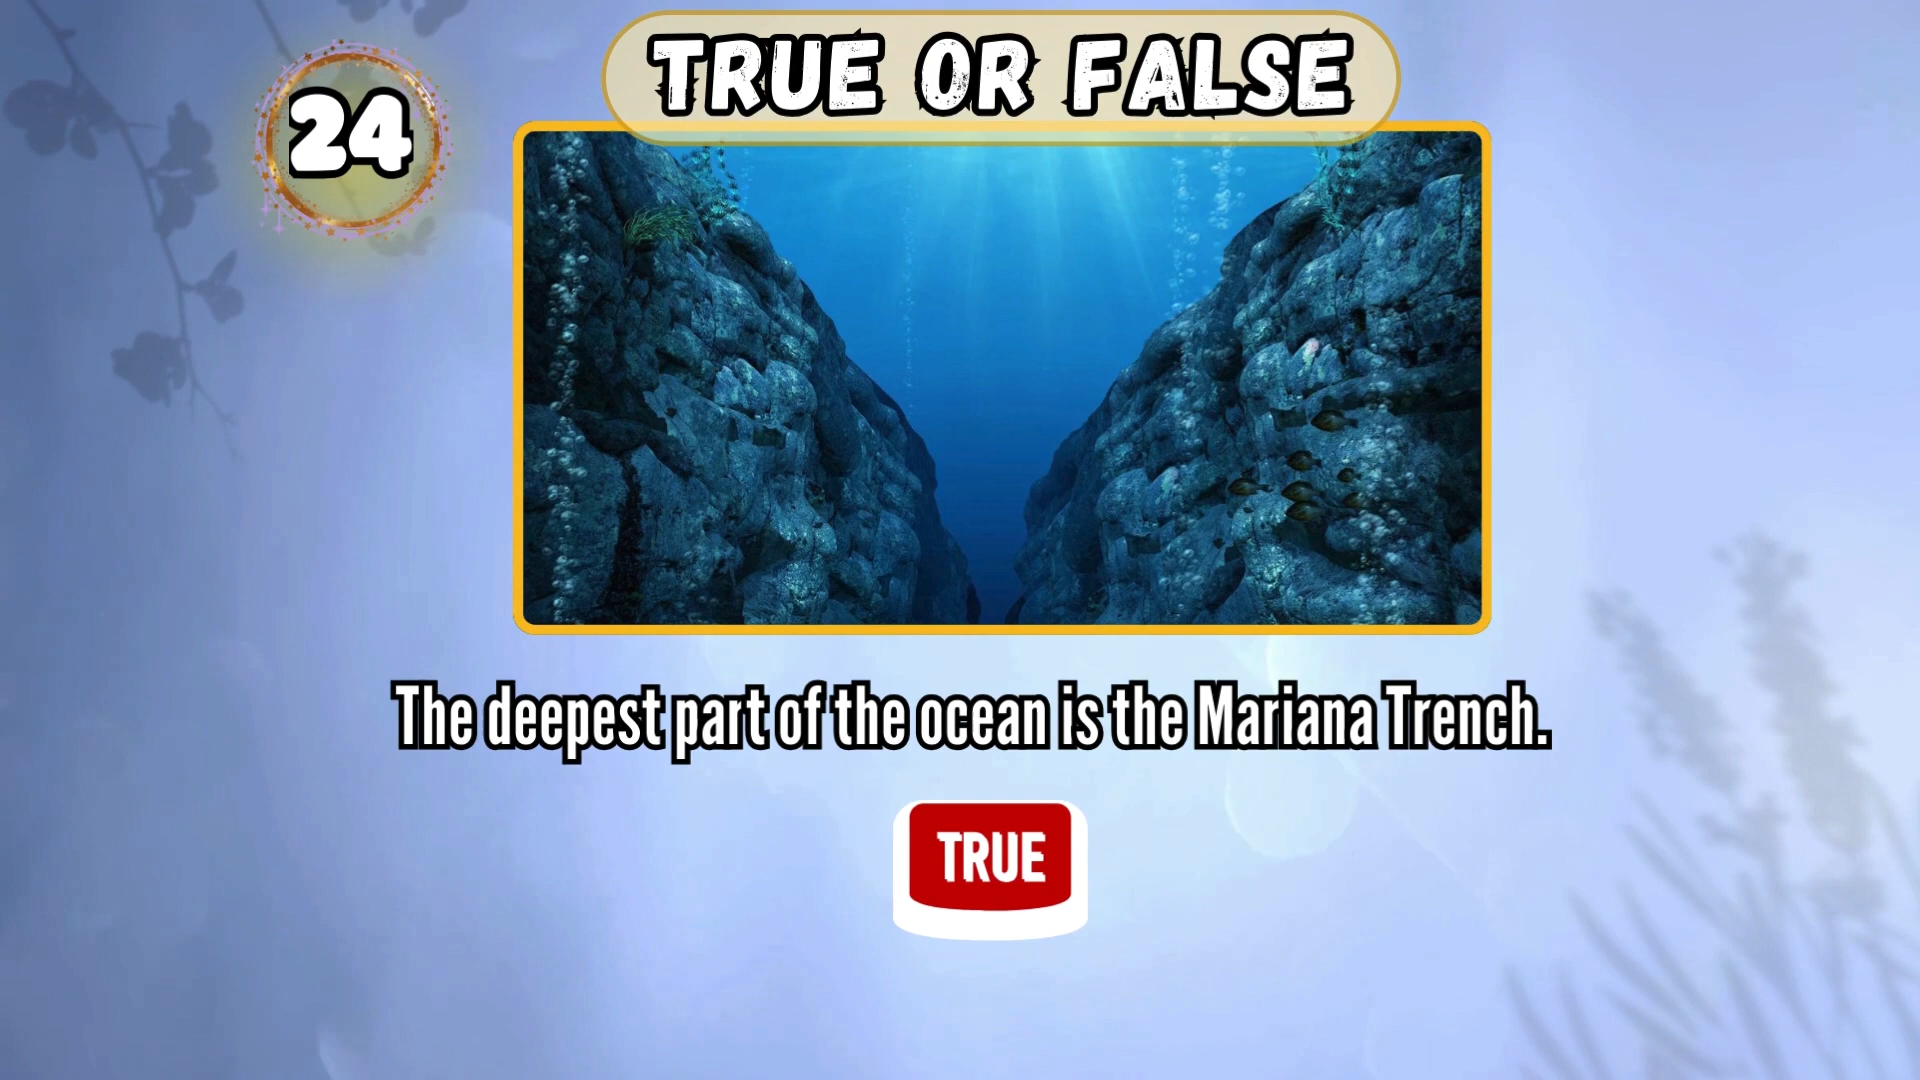 TRUE OR FALSE
24
The deepest part of the ocean is the Mariana Trench.
TRUE